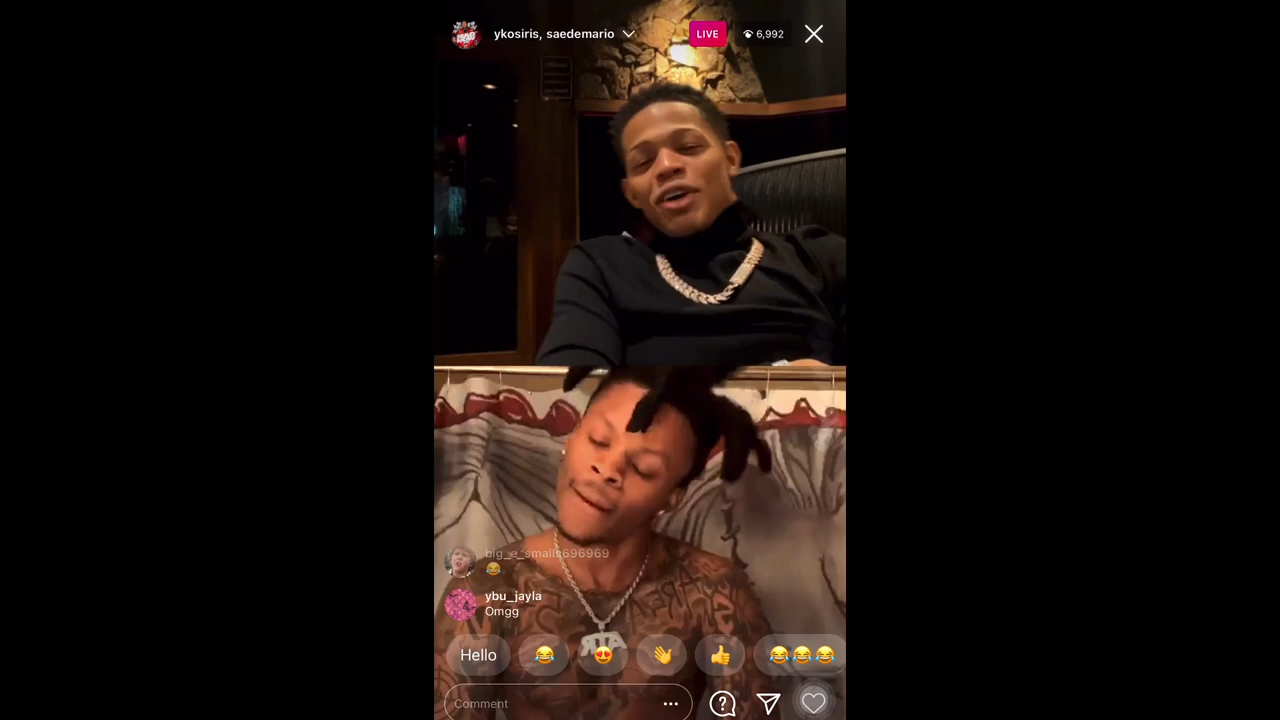 ykosiris, saedemario
LIVE
6,992
big_e_smalls696969
😂
ybu_jayla
Omgg
Hello 😂 😍 👋 👍 😂😂😂
Comment